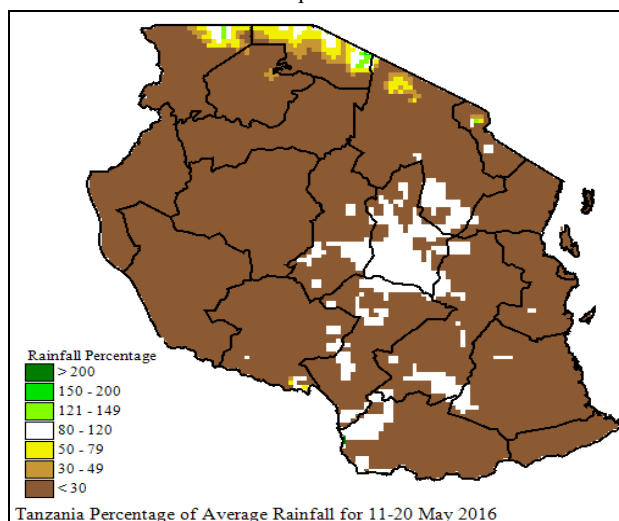 Rainfall Percentage
> 200
150 - 200
121 - 149
80 - 120
50 - 79
30 - 49
< 30
Tanzania Percentage of Average Rainfall for 11-20 May 2016